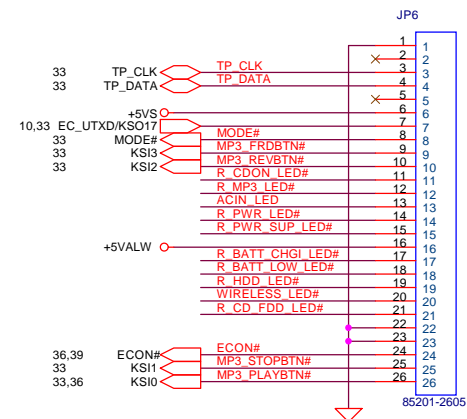 JP6
1 1
2 2
33 TP_CLK TP_CLK 3 3
33 TP_DATA TP_DATA 4 4
5 5
+5VS 6 6
10,33 EC_UTXD/KSO17 7 7
33 MODE# MODE# 8 8
33 KSI3 MP3_FRDBTN# 9 9
33 KSI2 MP3_REVBTN# 10 10
R_CDON_LED# 11 11
R_MP3_LED# 12 12
ACIN_LED 13 13
R_PWR_LED# 14 14
R_PWR_SUP_LED# 15 15
+5VALW 16 16
R_BATT_CHGI_LED# 17 17
R_BATT_LOW_LED# 18 18
R_HDD_LED# 19 19
WIRELESS_LED# 20 20
R_CD_FDD_LED# 21 21
22 22
23 23
36,39 ECON# ECON# 24 24
33 KSI1 MP3_STOPBTN# 25 25
33,36 KSI0 MP3_PLAYBTN# 26 26
85201-2605